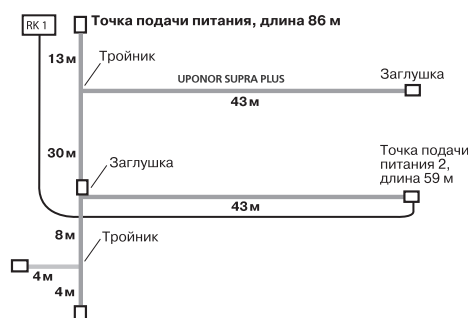 RK 1
Точка подачи питания, длина 86 м
13 м
Тройник
UPONOR SUPRA PLUS
Заглушка
43 м
30 м
Заглушка
Точка подачи
питания 2,
длина 59 м
43 м
8 м
Тройник
4 м
4 м